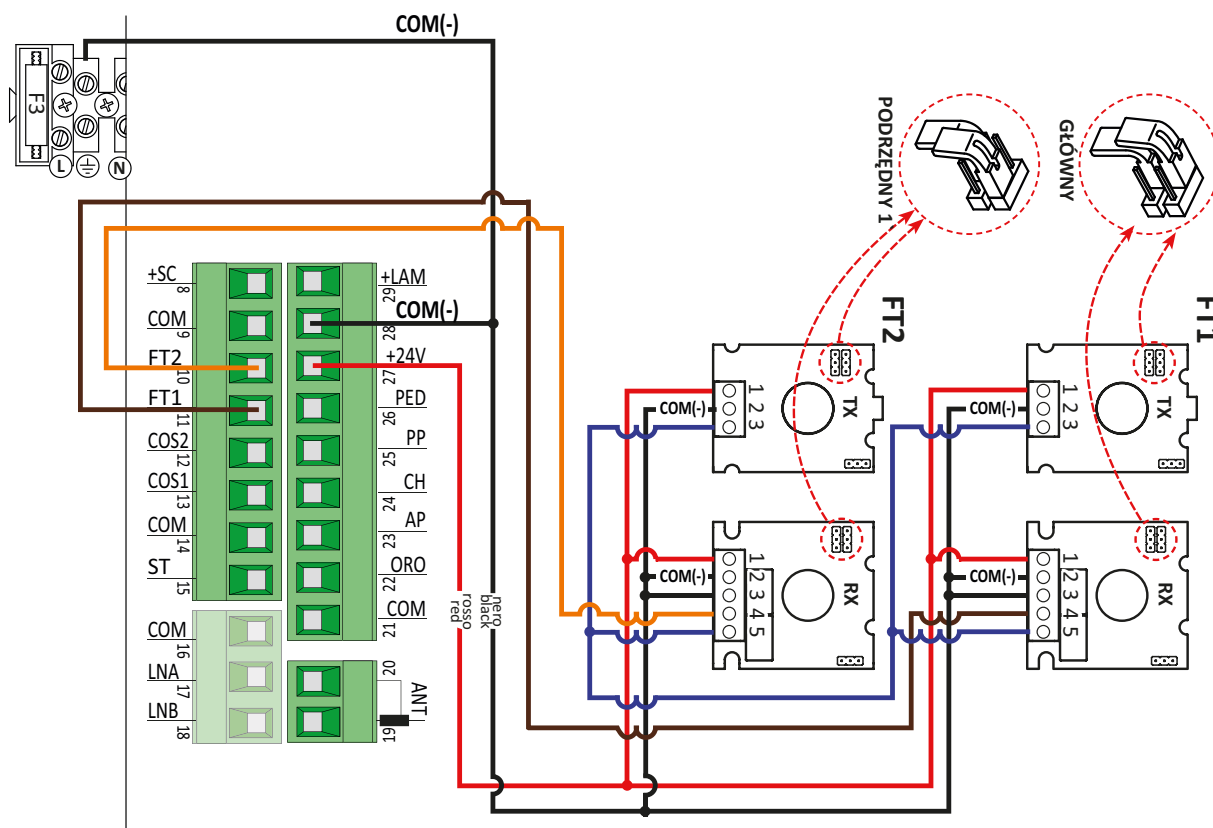 COM(-)
F3
L
N
+SC
8
COM
9
FT2
10
FT1
11
COS2
12
COS1
13
COM
14
ST
15
COM
16
LNA
17
LNB
18
+LAM
29
COM(-)
28
+24V
27
PED
26
PP
25
CH
24
AP
23
ORO
22
COM
21
20
ANT
19
rosso
red
nero
black
PODRZĘDNY 1
GŁÓWNY
FT2
FT1
1
COM(-) 2
3
TX
1
COM(-) 2
3
TX
1
COM(-) 2
3
4
5
RX
1
COM(-) 2
3
4
5
RX